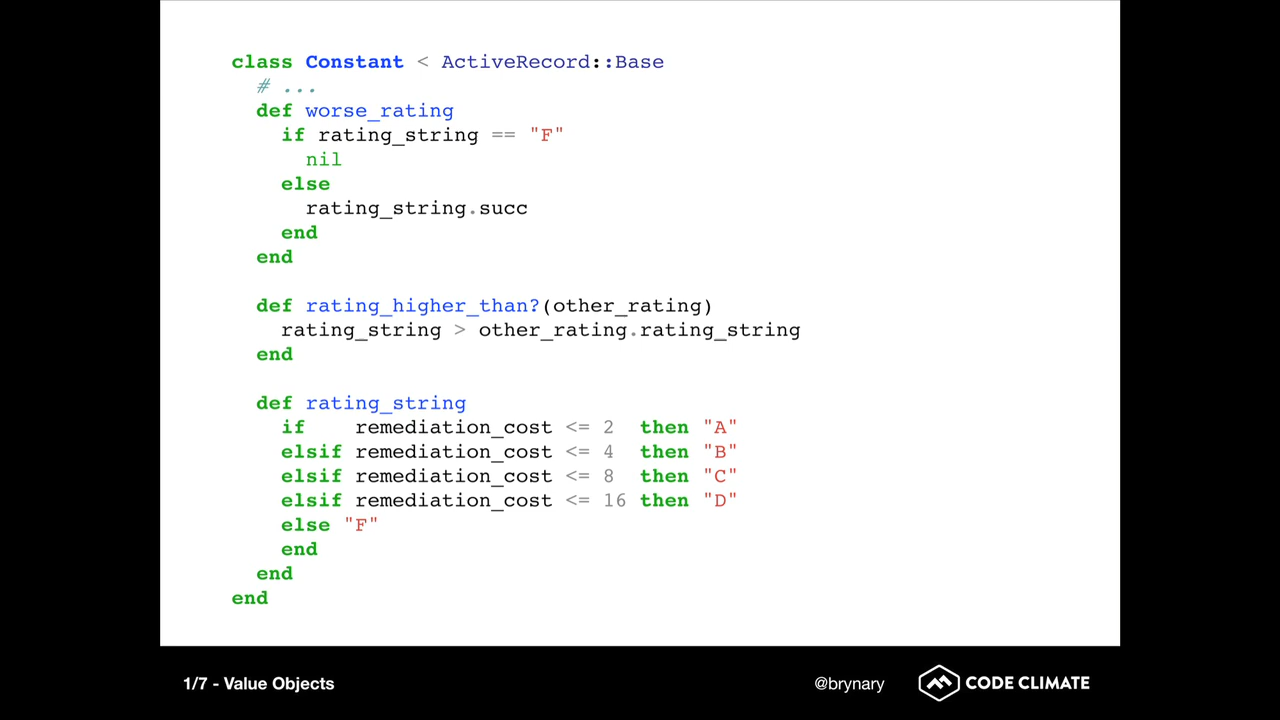 class Constant < ActiveRecord::Base
  # ...
  def worse_rating
    if rating_string == "F"
      nil
    else
      rating_string.succ
    end
  end

  def rating_higher_than?(other_rating)
    rating_string > other_rating.rating_string
  end

  def rating_string
    if    remediation_cost <= 2  then "A"
    elsif remediation_cost <= 4  then "B"
    elsif remediation_cost <= 8  then "C"
    elsif remediation_cost <= 16 then "D"
    else "F"
    end
  end
end
1/7 - Value Objects
@brynary
CODE CLIMATE